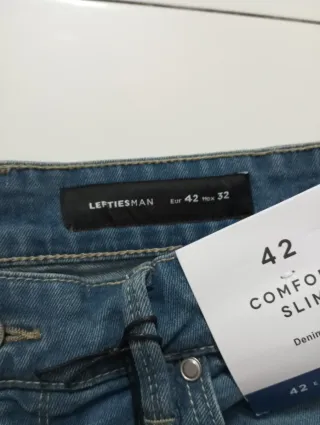 LEFTIESMAN Eur 42 Mex 32
42
COMFO
SLIM
Denim
42